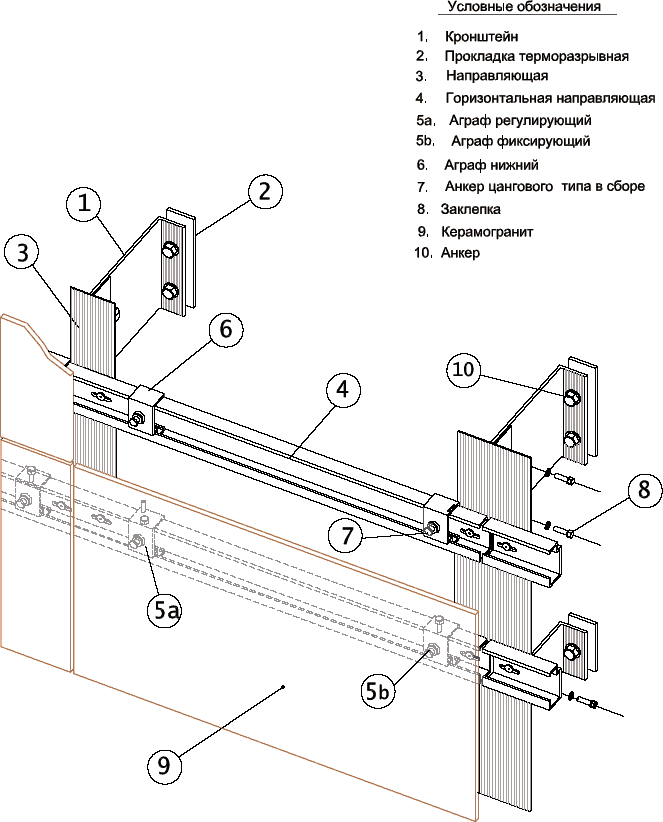 Условные обозначения
1. Кронштейн
2. Прокладка терморазрывная
3. Направляющая
4. Горизонтальная направляющая
5а. Аграф регулирующий
5b. Аграф фиксирующий
6. Аграф нижний
7. Анкер цангового типа в сборе
8. Заклепка
9. Керамогранит
10. Анкер
2
1
3
6
10
4
8
7
5a
5b
9